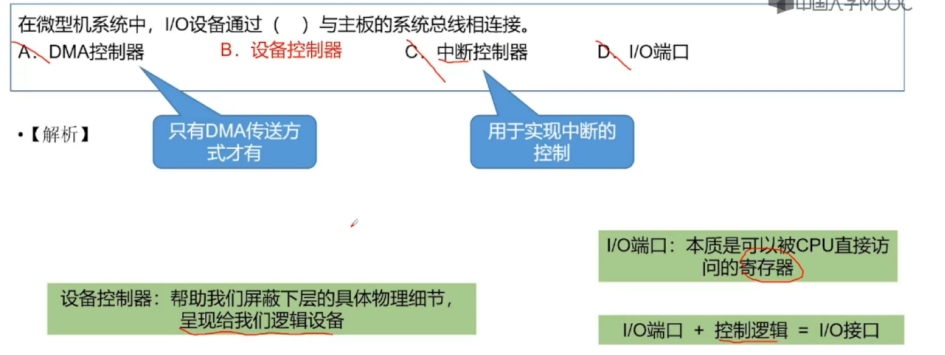 中国大学MOOC
在微型机系统中，I/O设备通过（ ）与主板的系统总线相连接。
A．DMA控制器 B．设备控制器 C．中断控制器 D．I/O端口
•【解析】
只有DMA传送方
式才有
用于实现中断的
控制
I/O端口：本质是可以被CPU直接访
问的寄存器
设备控制器：帮助我们屏蔽下层的具体物理细节，
呈现给我们逻辑设备
I/O端口 + 控制逻辑 = I/O接口